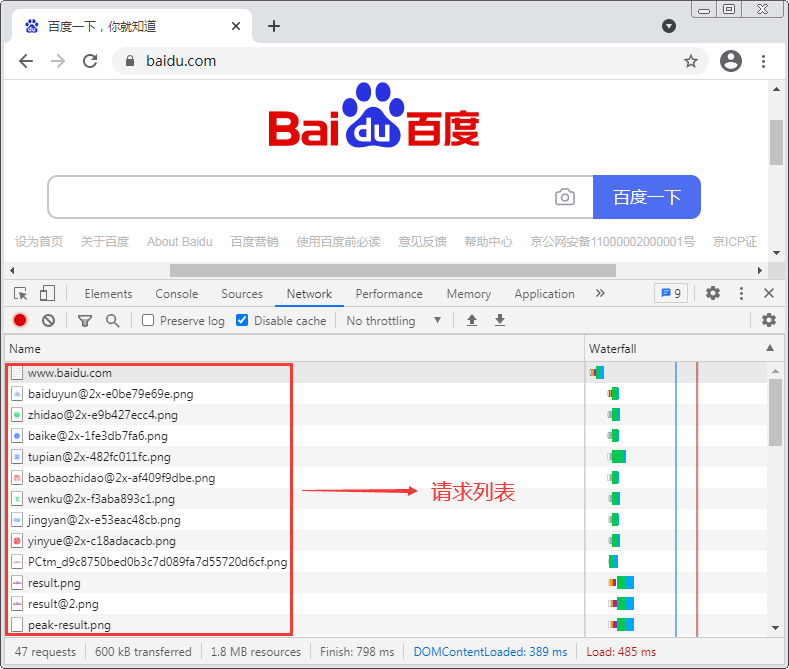 百度一下，你就知道
baidu.com
Bai du 百度
百度一下
设为首页 关于百度 About Baidu 百度营销 使用百度前必读 意见反馈 帮助中心 京公网安备11000002000001号 京ICP证
Elements Console Sources Network Performance Memory Application 9
Preserve log Disable cache No throttling
Name Waterfall
www.baidu.com
baiduyun@2x-e0be79e69e.png
zhidao@2x-e9b427ecc4.png
baike@2x-1fe3db7fa6.png
tupian@2x-482fc011fc.png
baobaozhidao@2x-af409f9dbe.png
wenku@2x-f3aba893c1.png
请求列表
jingyan@2x-e53eac48cb.png
yinyue@2x-c18adacacb.png
PCtm_d9c8750bed0b3c7d089fa7d55720d6cf.png
result.png
result@2.png
peak-result.png
47 requests 600 kB transferred 1.8 MB resources Finish: 798 ms DOMContentLoaded: 389 ms Load: 485 ms